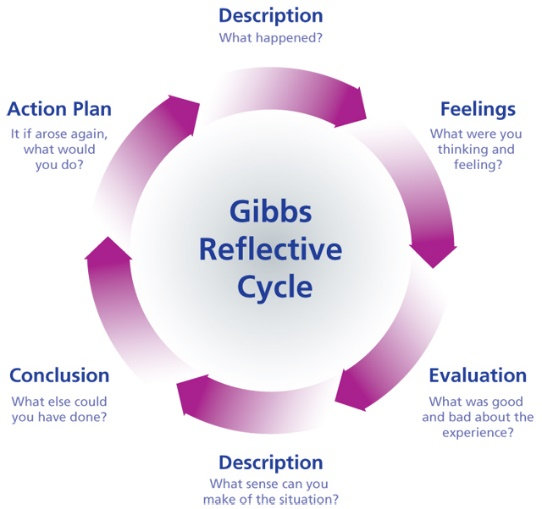 Description
What happened?
Feelings
What were you
thinking and
feeling?
Evaluation
What was good
and bad about the
experience?
Description
What sense can you
make of the situation?
Conclusion
What else could
you have done?
Action Plan
It if arose again,
what would
you do?
Gibbs
Reflective
Cycle